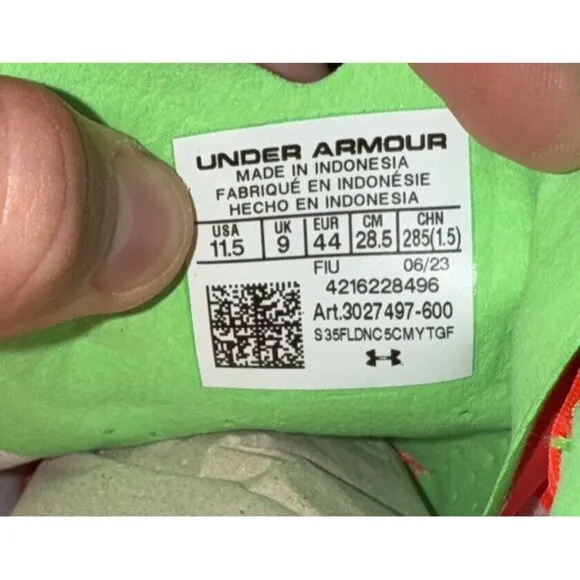 UNDER ARMOUR
MADE IN INDONESIA
FABRIQUÉ EN INDONÉSIE
HECHO EN INDONESIA
USA UK EUR CM CHN
11.5 9 44 28.5 285(1.5)
FIU 06/23
4216228496
Art.3027497-600
S35FLDNC5CMYTGF